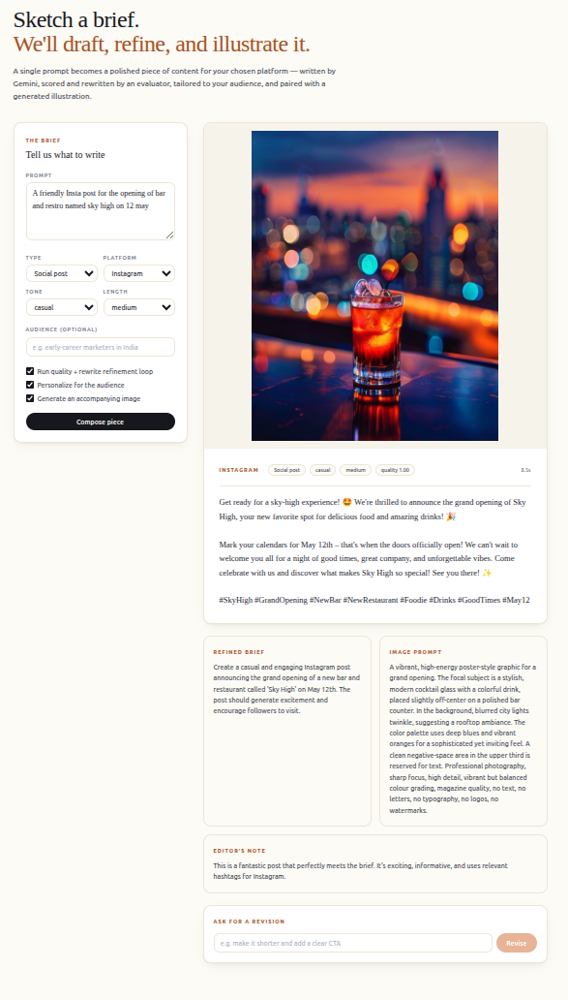 Sketch a brief.
We'll draft, refine, and illustrate it.
A single prompt becomes a polished piece of content for your chosen platform — written by
Gemini, scored and rewritten by an evaluator, tailored to your audience, and paired with a
generated illustration.
THE BRIEF
Tell us what to write
PROMPT
A friendly Insta post for the opening of bar
and restro named sky high on 12 may
TYPE PLATFORM
Social post Instagram
TONE LENGTH
casual medium
AUDIENCE (OPTIONAL)
e.g. early-career marketers in India
Run quality + rewrite refinement loop
Personalize for the audience
Generate an accompanying image
Compose piece
INSTAGRAM Social post casual medium quality 1.00 8.5s
Get ready for a sky-high experience! 🤩 We're thrilled to announce the grand opening of Sky
High, your new favorite spot for delicious food and amazing drinks! 🎉
Mark your calendars for May 12th – that's when the doors officially open! We can't wait to
welcome you all for a night of good times, great company, and unforgettable vibes. Come
celebrate with us and discover what makes Sky High so special! See you there! ✨
#SkyHigh #GrandOpening #NewBar #NewRestaurant #Foodie #Drinks #GoodTimes #May12
REFINED BRIEF
Create a casual and engaging Instagram post
announcing the grand opening of a new bar and
restaurant called 'Sky High' on May 12th. The
post should generate excitement and
encourage followers to visit.
IMAGE PROMPT
A vibrant, high-energy poster-style graphic for a
grand opening. The focal subject is a stylish,
modern cocktail glass with a colorful drink,
placed slightly off-center on a polished bar
counter. In the background, blurred city lights
twinkle, suggesting a rooftop ambiance. The
color palette uses deep blues and vibrant
oranges for a sophisticated yet inviting feel. A
clean negative-space area in the upper third is
reserved for text. Professional photography,
sharp focus, high detail, vibrant but balanced
colour grading, magazine quality, no text, no
letters, no typography, no logos, no
watermarks.
EDITOR'S NOTE
This is a fantastic post that perfectly meets the brief. It's exciting, informative, and uses relevant
hashtags for Instagram.
ASK FOR A REVISION
e.g. make it shorter and add a clear CTA
Revise